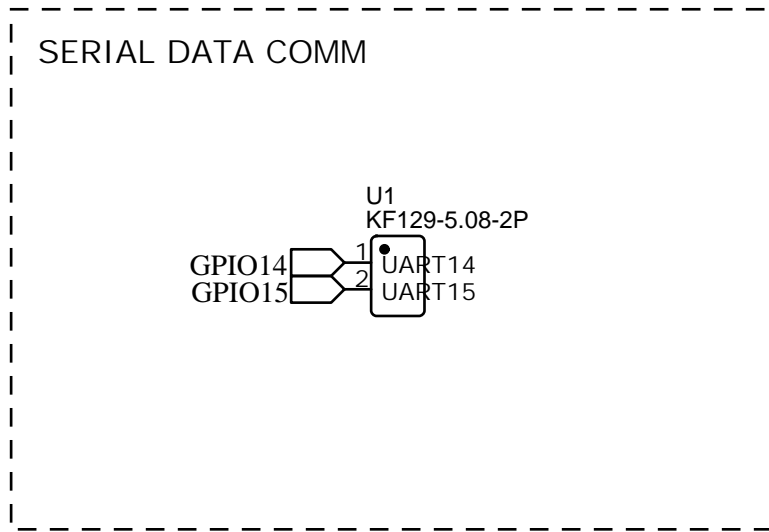 SERIAL DATA COMM
U1
KF129-5.08-2P
GPIO14 1 UART14
GPIO15 2 UART15